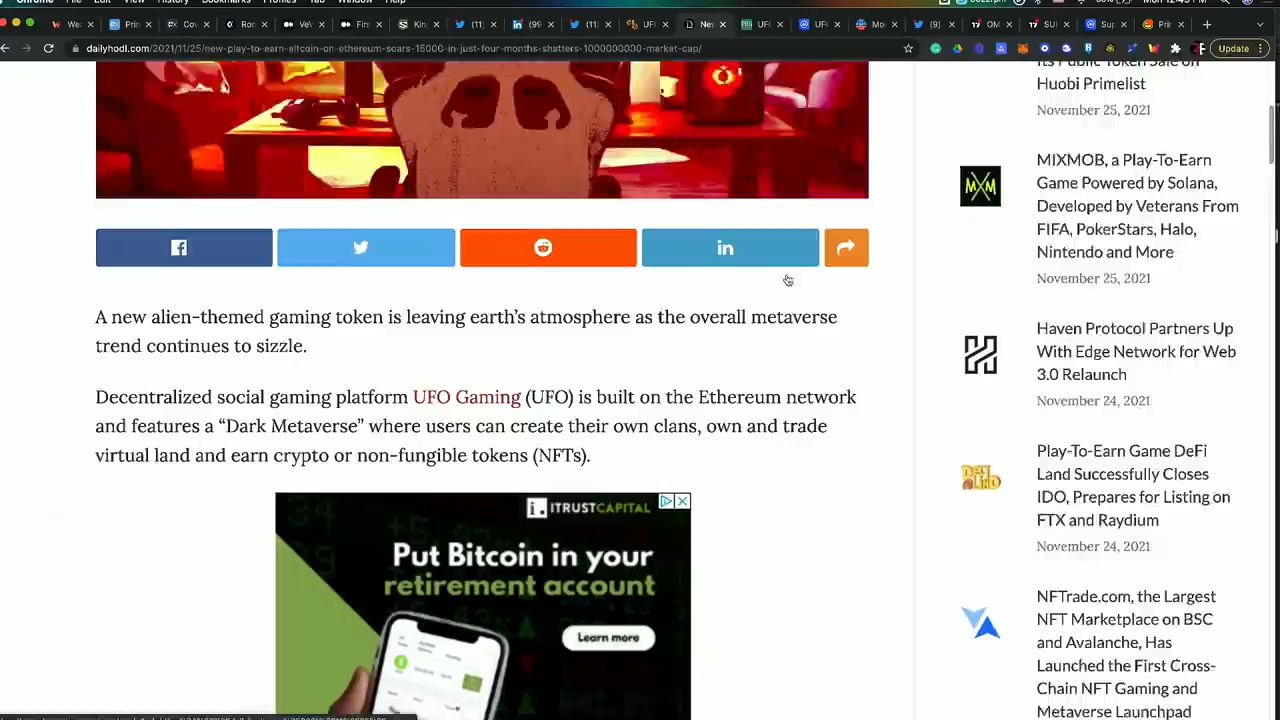 History
Bookmarks
Profiles
Tab
Window
Help
dailyhodl.com/2021/11/25/new-play-to-earn-altcoin-on-ethereum-soars-15000-in-just-four-months-shatters-1000000000-market-cap/
Update
A new alien-themed gaming token is leaving earth’s atmosphere as the overall metaverse
trend continues to sizzle.
Decentralized social gaming platform UFO Gaming (UFO) is built on the Ethereum network
and features a “Dark Metaverse” where users can create their own clans, own and trade
virtual land and earn crypto or non-fungible tokens (NFTs).
ITRUSTCAPITAL
Put Bitcoin in your
retirement account
Learn more
Its Public Token Sale on
Huobi Primelist
November 25, 2021
MIXMOB, a Play-To-Earn
Game Powered by Solana,
Developed by Veterans From
FIFA, PokerStars, Halo,
Nintendo and More
November 25, 2021
Haven Protocol Partners Up
With Edge Network for Web
3.0 Relaunch
November 24, 2021
Play-To-Earn Game DeFi
Land Successfully Closes
IDO, Prepares for Listing on
FTX and Raydium
November 24, 2021
NFTrade.com, the Largest
NFT Marketplace on BSC
and Avalanche, Has
Launched the First Cross-
Chain NFT Gaming and
Metaverse Launchpad